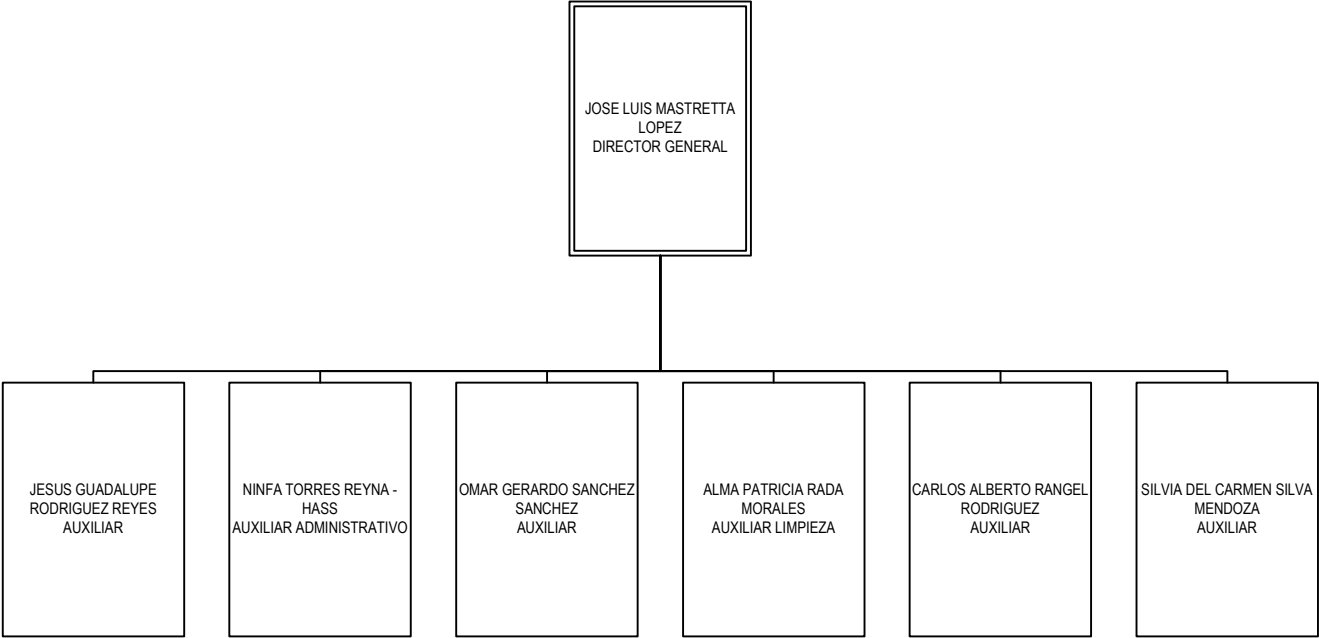 JOSE LUIS MASTRETTA
LOPEZ
DIRECTOR GENERAL
JESUS GUADALUPE
RODRIGUEZ REYES
AUXILIAR
NINFA TORRES REYNA -
HASS
AUXILIAR ADMINISTRATIVO
OMAR GERARDO SANCHEZ
SANCHEZ
AUXILIAR
ALMA PATRICIA RADA
MORALES
AUXILIAR LIMPIEZA
CARLOS ALBERTO RANGEL
RODRIGUEZ
AUXILIAR
SILVIA DEL CARMEN SILVA
MENDOZA
AUXILIAR